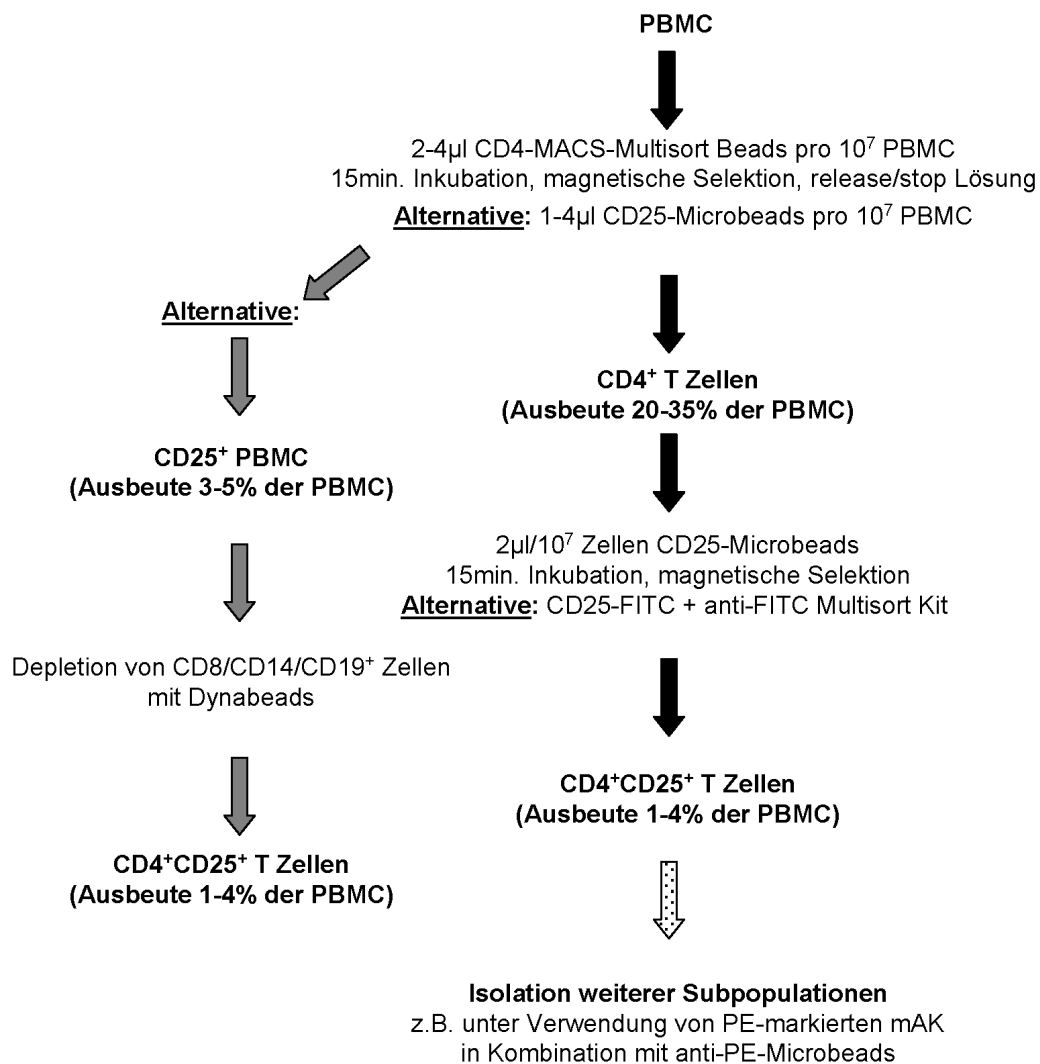 PBMC
2-4µl CD4-MACS-Multisort Beads pro 10⁷ PBMC
15min. Inkubation, magnetische Selektion, release/stop Lösung
Alternative: 1-4µl CD25-Microbeads pro 10⁷ PBMC
Alternative:
CD4⁺ T Zellen
(Ausbeute 20-35% der PBMC)
CD25⁺ PBMC
(Ausbeute 3-5% der PBMC)
2µl/10⁷ Zellen CD25-Microbeads
15min. Inkubation, magnetische Selektion
Alternative: CD25-FITC + anti-FITC Multisort Kit
Depletion von CD8/CD14/CD19⁺ Zellen
mit Dynabeads
CD4⁺CD25⁺ T Zellen
(Ausbeute 1-4% der PBMC)
CD4⁺CD25⁺ T Zellen
(Ausbeute 1-4% der PBMC)
Isolation weiterer Subpopulationen
z.B. unter Verwendung von PE-markierten mAK
in Kombination mit anti-PE-Microbeads